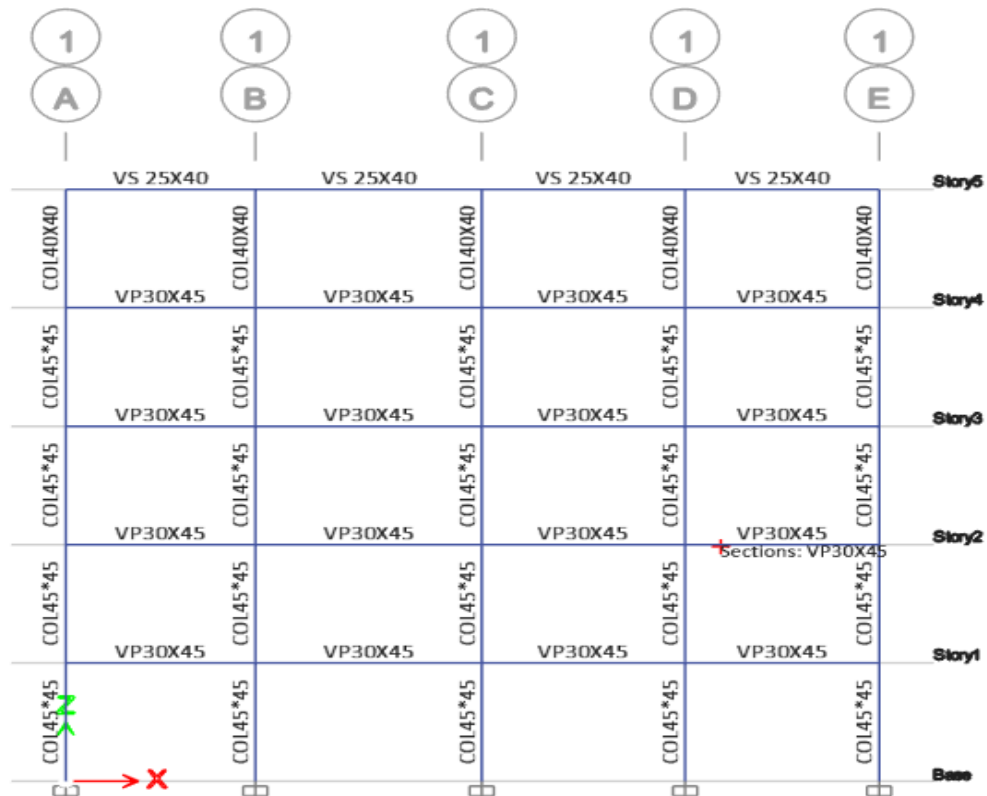 1 1 1 1 1
A B C D E
VS 25X40 VS 25X40 VS 25X40 VS 25X40 Story5
COL40X40 COL40X40 COL40X40 COL40X40 COL40X40
VP30X45 VP30X45 VP30X45 VP30X45 Story4
COL45*45 COL45*45 COL45*45 COL45*45 COL45*45
VP30X45 VP30X45 VP30X45 VP30X45 Story3
COL45*45 COL45*45 COL45*45 COL45*45 COL45*45
VP30X45 VP30X45 VP30X45 VP30X45 Story2
Sections: VP30X45
COL45*45 COL45*45 COL45*45 COL45*45 COL45*45
VP30X45 VP30X45 VP30X45 VP30X45 Story1
COL45*45 COL45*45 COL45*45 COL45*45 COL45*45
Z
X Base